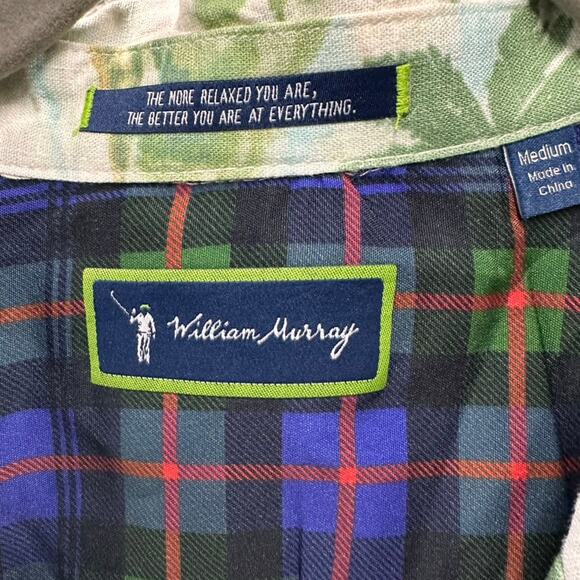 THE MORE RELAXED YOU ARE,
THE BETTER YOU ARE AT EVERYTHING.
Medium
Made in
China
William Murray